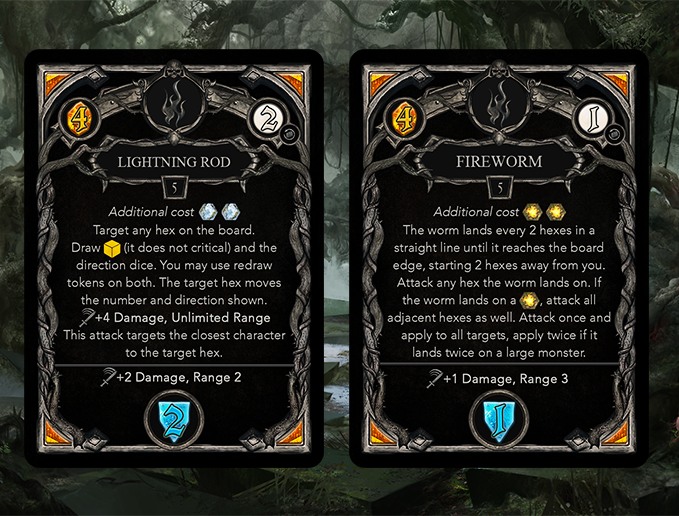 4 2
LIGHTNING ROD
5
Additional cost
Target any hex on the board.
Draw (it does not critical) and the
direction dice. You may use redraw
tokens on both. The target hex moves
the number and direction shown.
+4 Damage, Unlimited Range
This attack targets the closest character
to the target hex.
+2 Damage, Range 2
2
4 1
FIREWORM
5
Additional cost
The worm lands every 2 hexes in a
straight line until it reaches the board
edge, starting 2 hexes away from you.
Attack any hex the worm lands on. If
the worm lands on a , attack all
adjacent hexes as well. Attack once and
apply to all targets, apply twice if it
lands twice on a large monster.
+1 Damage, Range 3
1